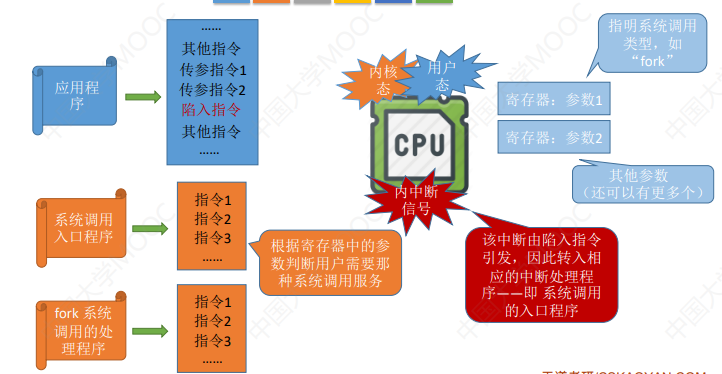 应用程
序
……
其他指令
传参指令1
传参指令2
陷入指令
其他指令
……
内核
态
用户
态
CPU
内中断
信号
指明系统调用
类型，如
“fork”
寄存器：参数1
寄存器：参数2
其他参数
（还可以有更多个）
系统调用
入口程序
指令1
指令2
指令3
……
根据寄存器中的参
数判断用户需要那
种系统调用服务
该中断由陷入指令
引发，因此转入相
应的中断处理程
序——即 系统调用
的入口程序
fork 系统
调用的处
理程序
指令1
指令2
指令3
……
中国大学MOOC